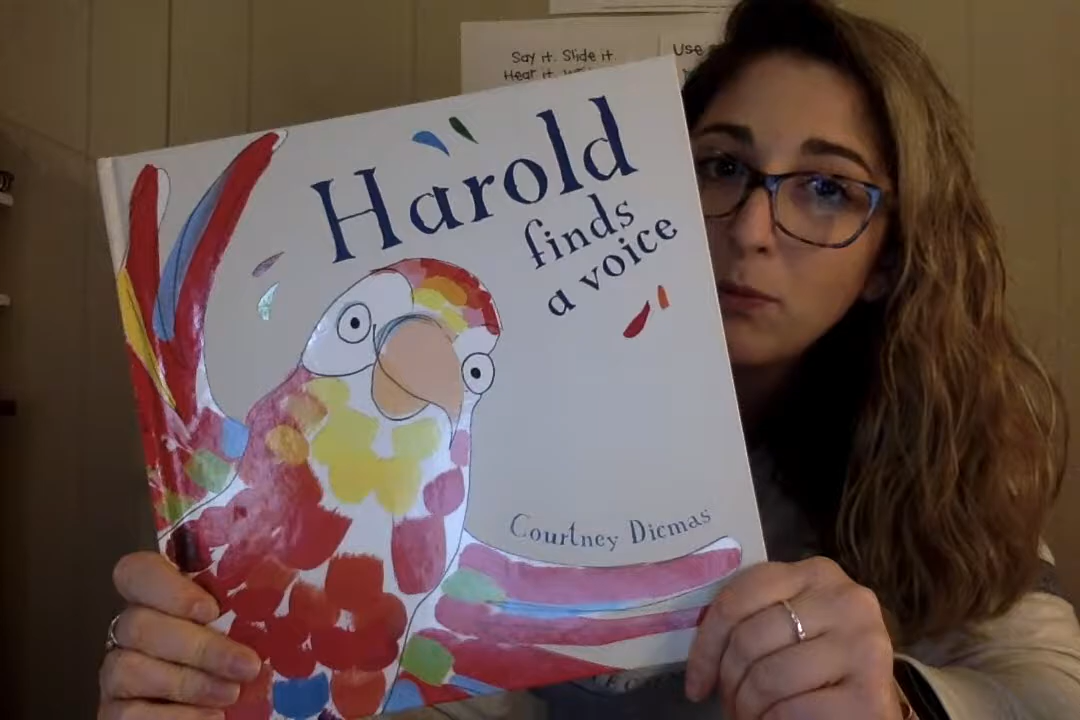 Say it. Slide it.
Hear it.
Use
Harold
finds
a voice
Courtney Dicmas